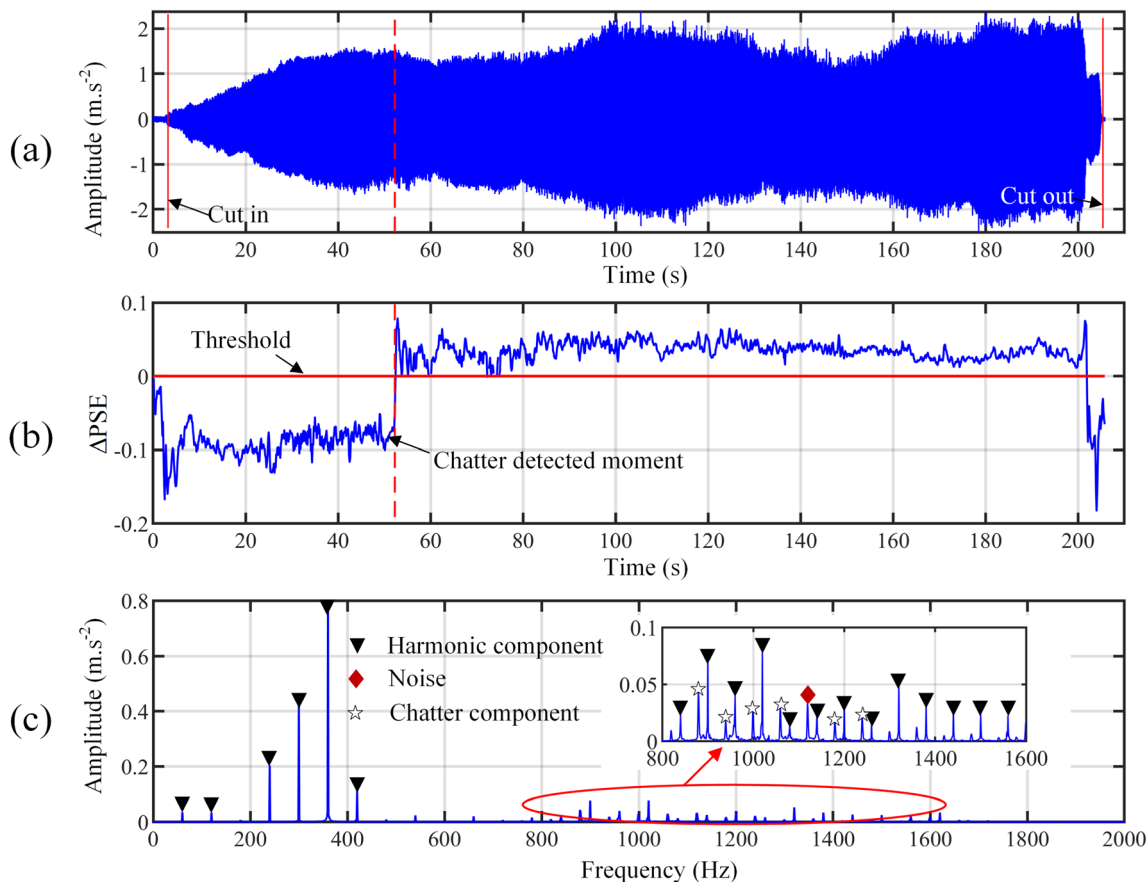 (a)
Amplitude (m.s⁻²)
2
1
0
-1
-2
Cut in
Cut out
0 20 40 60 80 100 120 140 160 180 200
Time (s)
(b)
ΔPSE
0.1
0
-0.1
-0.2
Threshold
Chatter detected moment
0 20 40 60 80 100 120 140 160 180 200
Time (s)
(c)
Amplitude (m.s⁻²)
0.8
0.6
0.4
0.2
0
Harmonic component
Noise
Chatter component
0.1
0.05
0
800 1000 1200 1400 1600
0 200 400 600 800 1000 1200 1400 1600 1800 2000
Frequency (Hz)